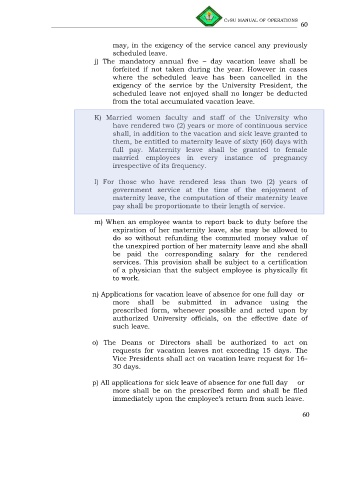 CvSU MANUAL OF OPERATIONS
60
may, in the exigency of the service cancel any previously
scheduled leave.
j) The mandatory annual five – day vacation leave shall be
forfeited if not taken during the year. However in cases
where the scheduled leave has been cancelled in the
exigency of the service by the University President, the
scheduled leave not enjoyed shall no longer be deducted
from the total accumulated vacation leave.
K) Married women faculty and staff of the University who
have rendered two (2) years or more of continuous service
shall, in addition to the vacation and sick leave granted to
them, be entitled to maternity leave of sixty (60) days with
full pay. Maternity leave shall be granted to female
married employees in every instance of pregnancy
irrespective of its frequency.
l) For those who have rendered less than two (2) years of
government service at the time of the enjoyment of
maternity leave, the computation of their maternity leave
pay shall be proportionate to their length of service.
m) When an employee wants to report back to duty before the
expiration of her maternity leave, she may be allowed to
do so without refunding the commuted money value of
the unexpired portion of her maternity leave and she shall
be paid the corresponding salary for the rendered
services. This provision shall be subject to a certification
of a physician that the subject employee is physically fit
to work.
n) Applications for vacation leave of absence for one full day or
more shall be submitted in advance using the
prescribed form, whenever possible and acted upon by
authorized University officials, on the effective date of
such leave.
o) The Deans or Directors shall be authorized to act on
requests for vacation leaves not exceeding 15 days. The
Vice Presidents shall act on vacation leave request for 16-
30 days.
p) All applications for sick leave of absence for one full day or
more shall be on the prescribed form and shall be filed
immediately upon the employee's return from such leave.
60